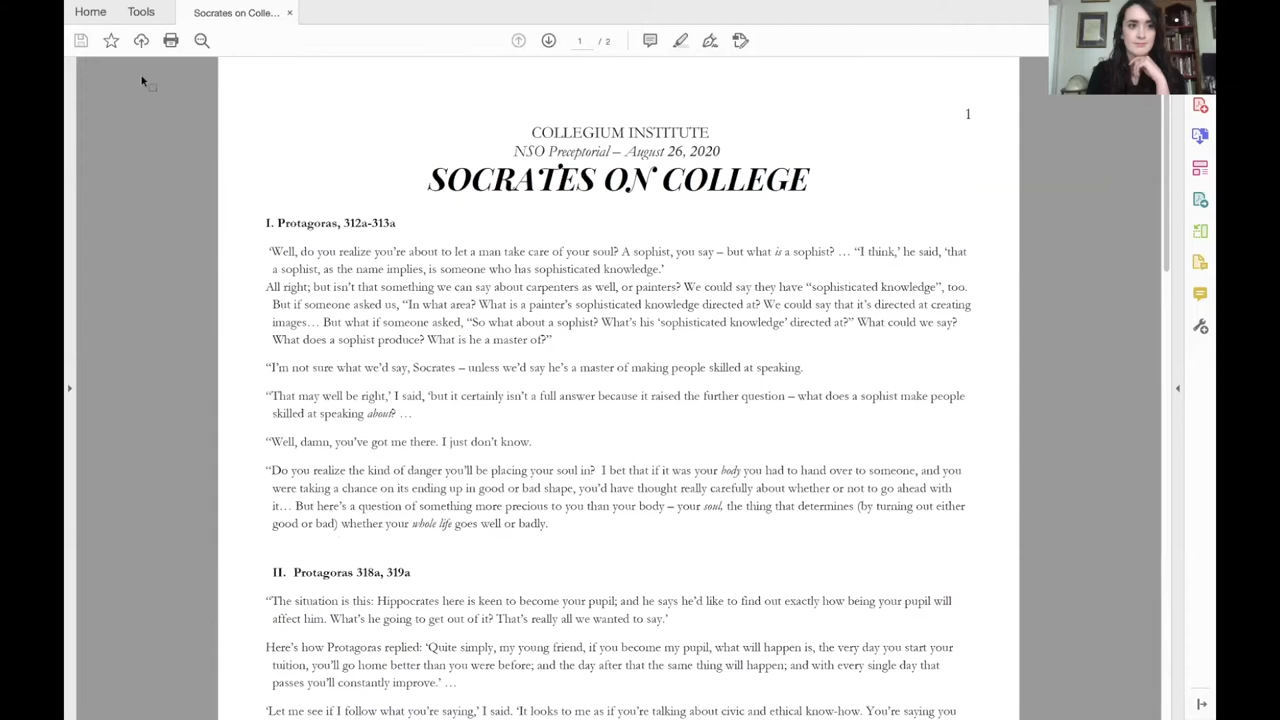 Home
Tools
Socrates on Colle... ×
1 / 2
1
COLLEGIUM INSTITUTE
NSO Preceptorial – August 26, 2020
SOCRATES ON COLLEGE
I. Protagoras, 312a-313a
‘Well, do you realize you’re about to let a man take care of your soul? A sophist, you say – but what is a sophist? … “I think,’ he said, ‘that
a sophist, as the name implies, is someone who has sophisticated knowledge.’
All right; but isn’t that something we can say about carpenters as well, or painters? We could say they have “sophisticated knowledge”, too.
But if someone asked us, “In what area? What is a painter’s sophisticated knowledge directed at? We could say that it’s directed at creating
images… But what if someone asked, “So what about a sophist? What’s his ‘sophisticated knowledge’ directed at?” What could we say?
What does a sophist produce? What is he a master of?”
“I’m not sure what we’d say, Socrates – unless we’d say he’s a master of making people skilled at speaking.
“That may well be right,’ I said, ‘but it certainly isn’t a full answer because it raised the further question – what does a sophist make people
skilled at speaking about? …
“Well, damn, you’ve got me there. I just don’t know.
“Do you realize the kind of danger you’ll be placing your soul in?  I bet that if it was your body you had to hand over to someone, and you
were taking a chance on its ending up in good or bad shape, you’d have thought really carefully about whether or not to go ahead with
it… But here’s a question of something more precious to you than your body – your soul, the thing that determines (by turning out either
good or bad) whether your whole life goes well or badly.
II. Protagoras 318a, 319a
“The situation is this: Hippocrates here is keen to become your pupil; and he says he’d like to find out exactly how being your pupil will
affect him. What’s he going to get out of it? That’s really all we wanted to say.’
Here’s how Protagoras replied: ‘Quite simply, my young friend, if you become my pupil, what will happen is, the very day you start your
tuition, you’ll go home better than you were before; and the day after that the same thing will happen; and with every single day that
passes you’ll constantly improve.’ …
‘Let me see if I follow what you’re saying,’ I said. ‘It looks to me as if you’re talking about civic and ethical know-how. You’re saying you